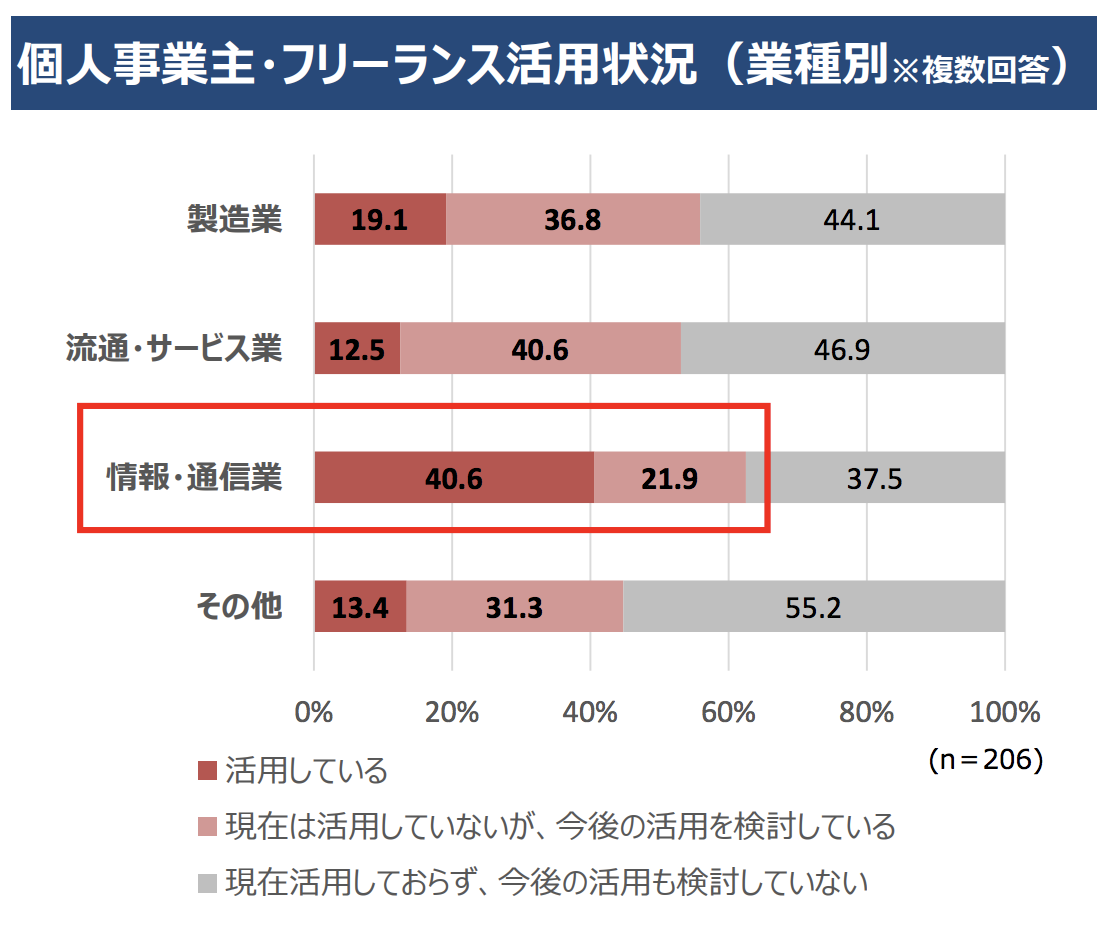 個人事業主・フリーランス活用状況（業種別※複数回答）
製造業 19.1 36.8 44.1
流通・サービス業 12.5 40.6 46.9
情報・通信業 40.6 21.9 37.5
その他 13.4 31.3 55.2
0% 20% 40% 60% 80% 100%
(n＝206)
活用している
現在は活用していないが、今後の活用を検討している
現在活用しておらず、今後の活用も検討していない